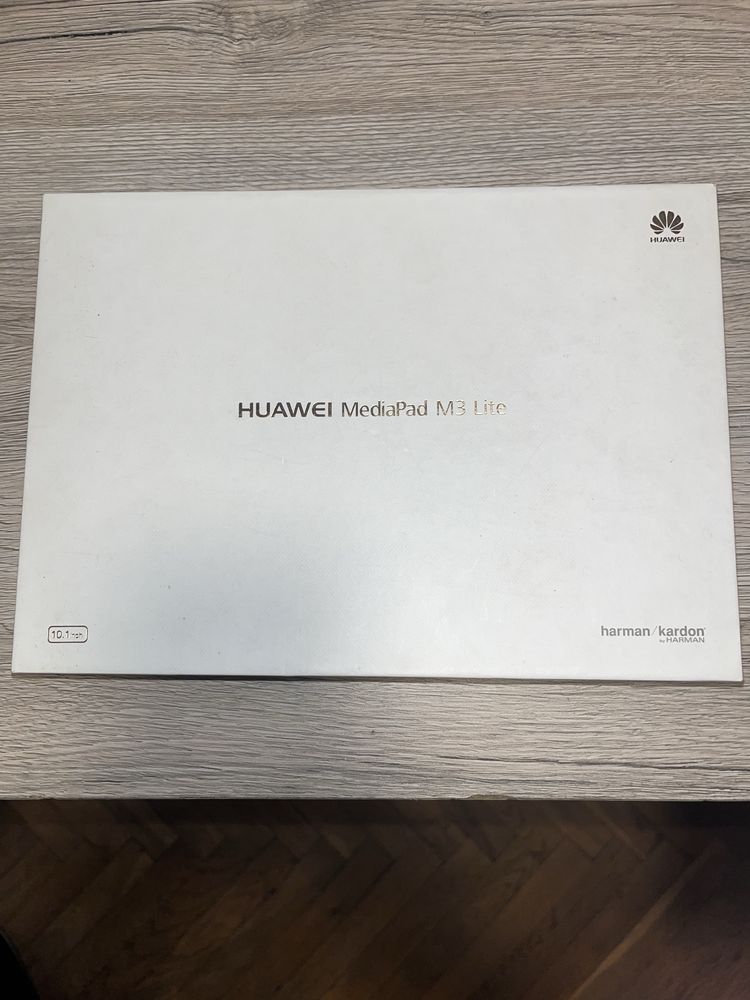 HUAWEI
HUAWEI MediaPad M3 Lite
10.1 inch
harman/kardon
by HARMAN